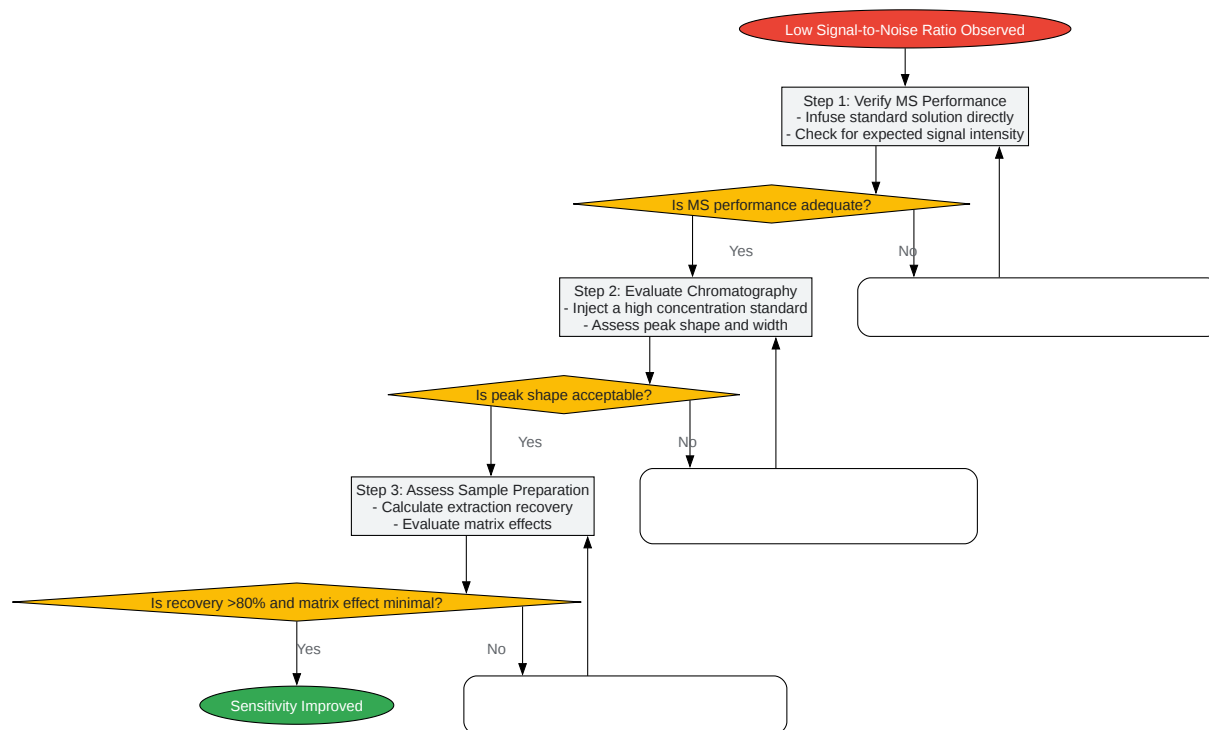 Low Signal-to-Noise Ratio Observed
Step 1: Verify MS Performance
- Infuse standard solution directly
- Check for expected signal intensity
Is MS performance adequate?
Yes
No
Step 2: Evaluate Chromatography
- Inject a high concentration standard
- Assess peak shape and width
Is peak shape acceptable?
Yes
No
Step 3: Assess Sample Preparation
- Calculate extraction recovery
- Evaluate matrix effects
Is recovery >80% and matrix effect minimal?
Yes
No
Sensitivity Improved